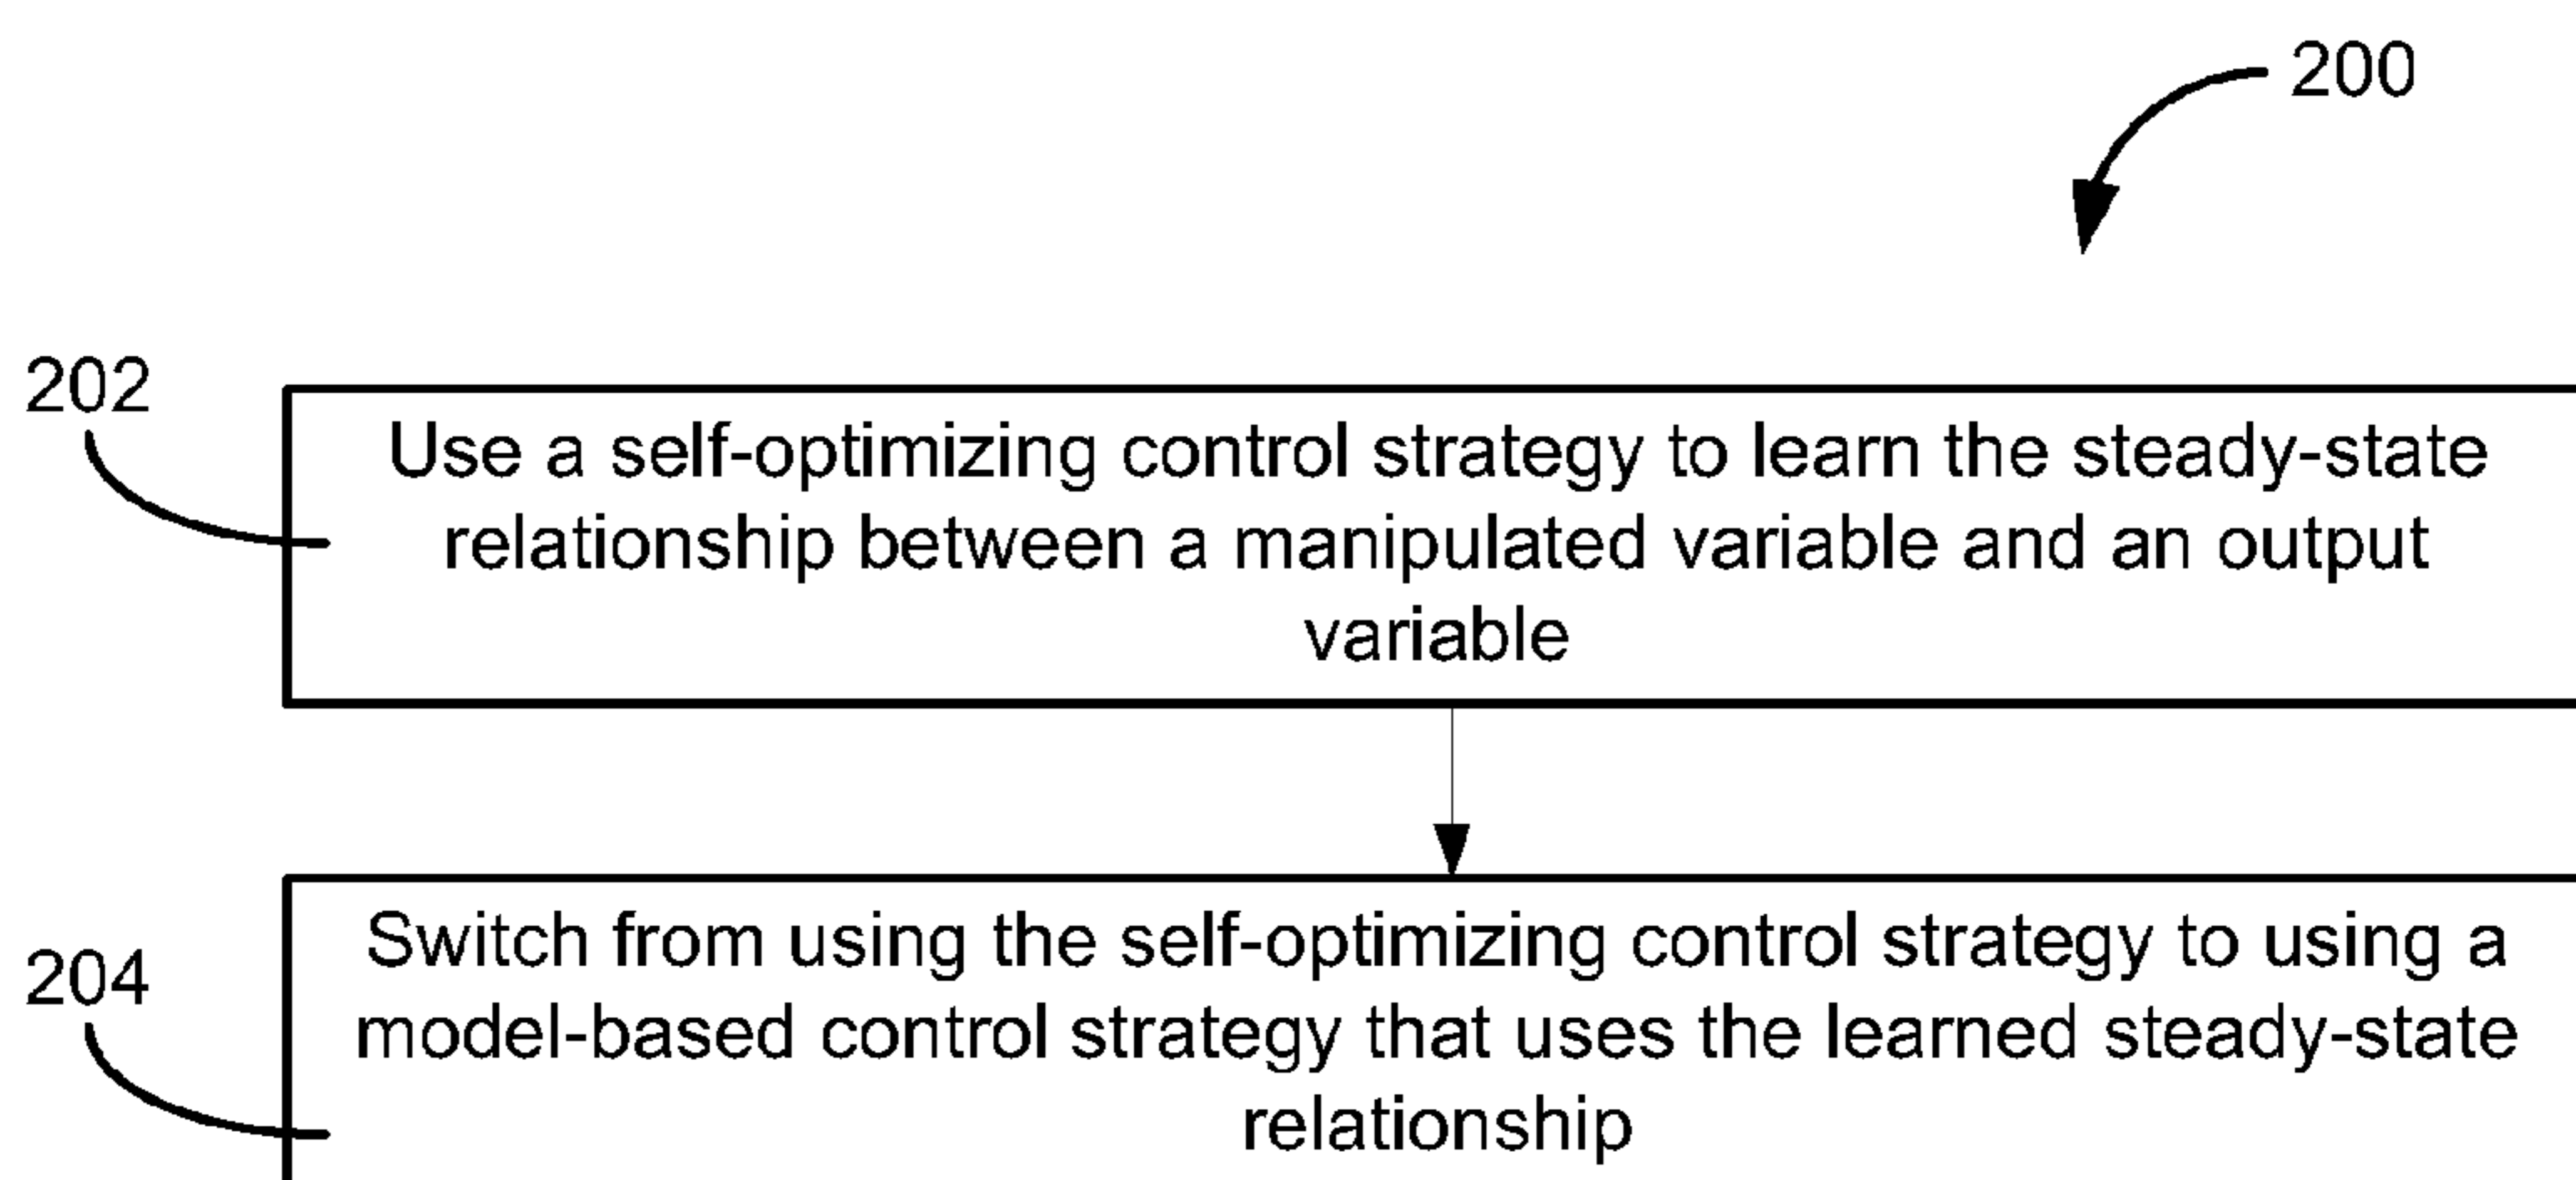 200
202
Use a self-optimizing control strategy to learn the steady-state
relationship between a manipulated variable and an output
variable
204
Switch from using the self-optimizing control strategy to using a
model-based control strategy that uses the learned steady-state
relationship